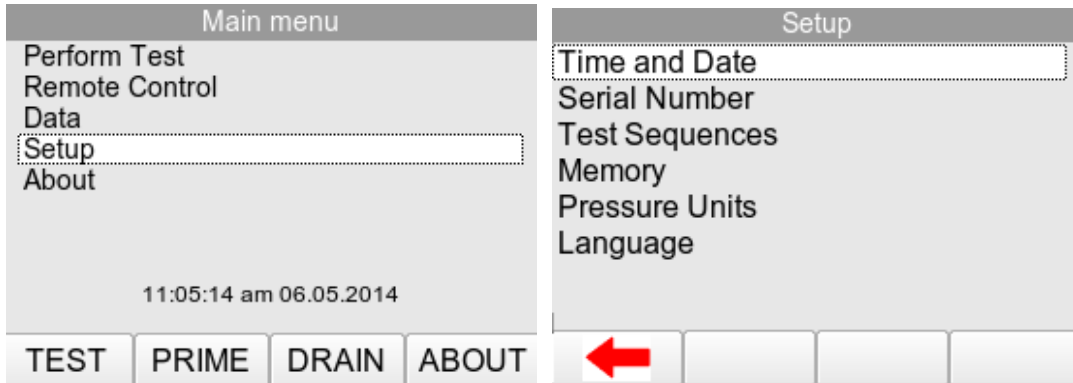 Main menu
Perform Test
Remote Control
Data
Setup
About
11:05:14 am 06.05.2014
TEST PRIME DRAIN ABOUT
Setup
Time and Date
Serial Number
Test Sequences
Memory
Pressure Units
Language